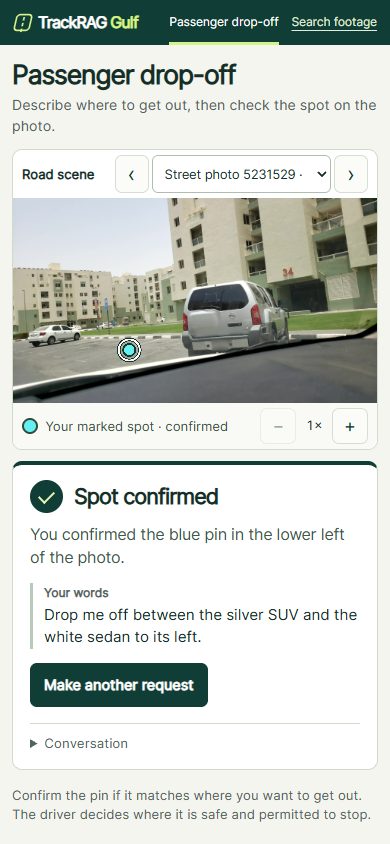 TrackRAG Gulf
Passenger drop-off
Search footage
Passenger drop-off
Describe where to get out, then check the spot on the
photo.
Road scene
‹
Street photo 5231529 ·
›
34
Your marked spot · confirmed
−
1×
+
Spot confirmed
You confirmed the blue pin in the lower left
of the photo.
Your words
Drop me off between the silver SUV and the
white sedan to its left.
Make another request
Conversation
Confirm the pin if it matches where you want to get out.
The driver decides where it is safe and permitted to stop.